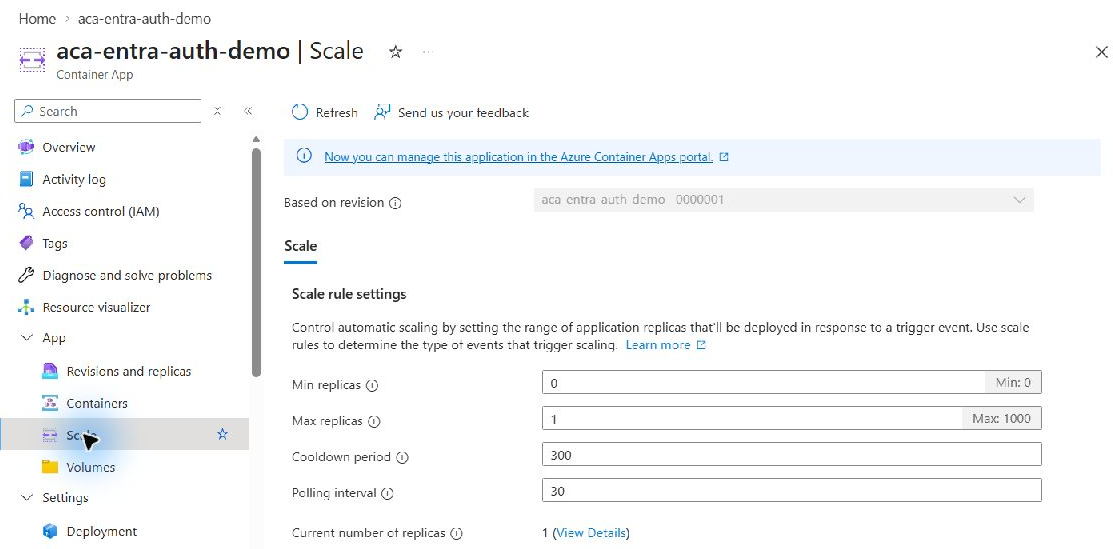 Home > aca-entra-auth-demo
aca-entra-auth-demo | Scale
Container App
Search
Refresh
Send us your feedback
Overview
Now you can manage this application in the Azure Container Apps portal.
Activity log
Access control (IAM)
Based on revision
aca-entra-auth-demo--0000001
Tags
Scale
Diagnose and solve problems
Scale rule settings
Resource visualizer
Control automatic scaling by setting the range of application replicas that'll be deployed in response to a trigger event. Use scale
rules to determine the type of events that trigger scaling. Learn more
App
Revisions and replicas
Min replicas
0
Min: 0
Containers
Max replicas
1
Max: 1000
Scale
Cooldown period
300
Volumes
Polling interval
30
Settings
Deployment
Current number of replicas
1 (View Details)